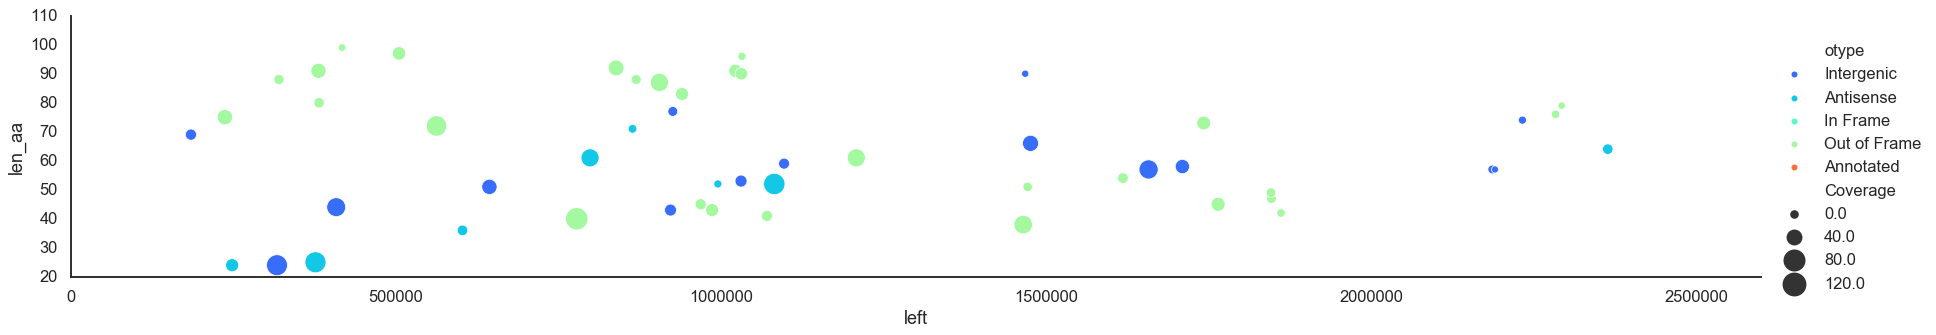 110
100
90
80
70
60
50
40
30
20
len_aa
0
500000
1000000
1500000
2000000
2500000
left
otype
Intergenic
Antisense
In Frame
Out of Frame
Annotated
Coverage
0.0
40.0
80.0
120.0